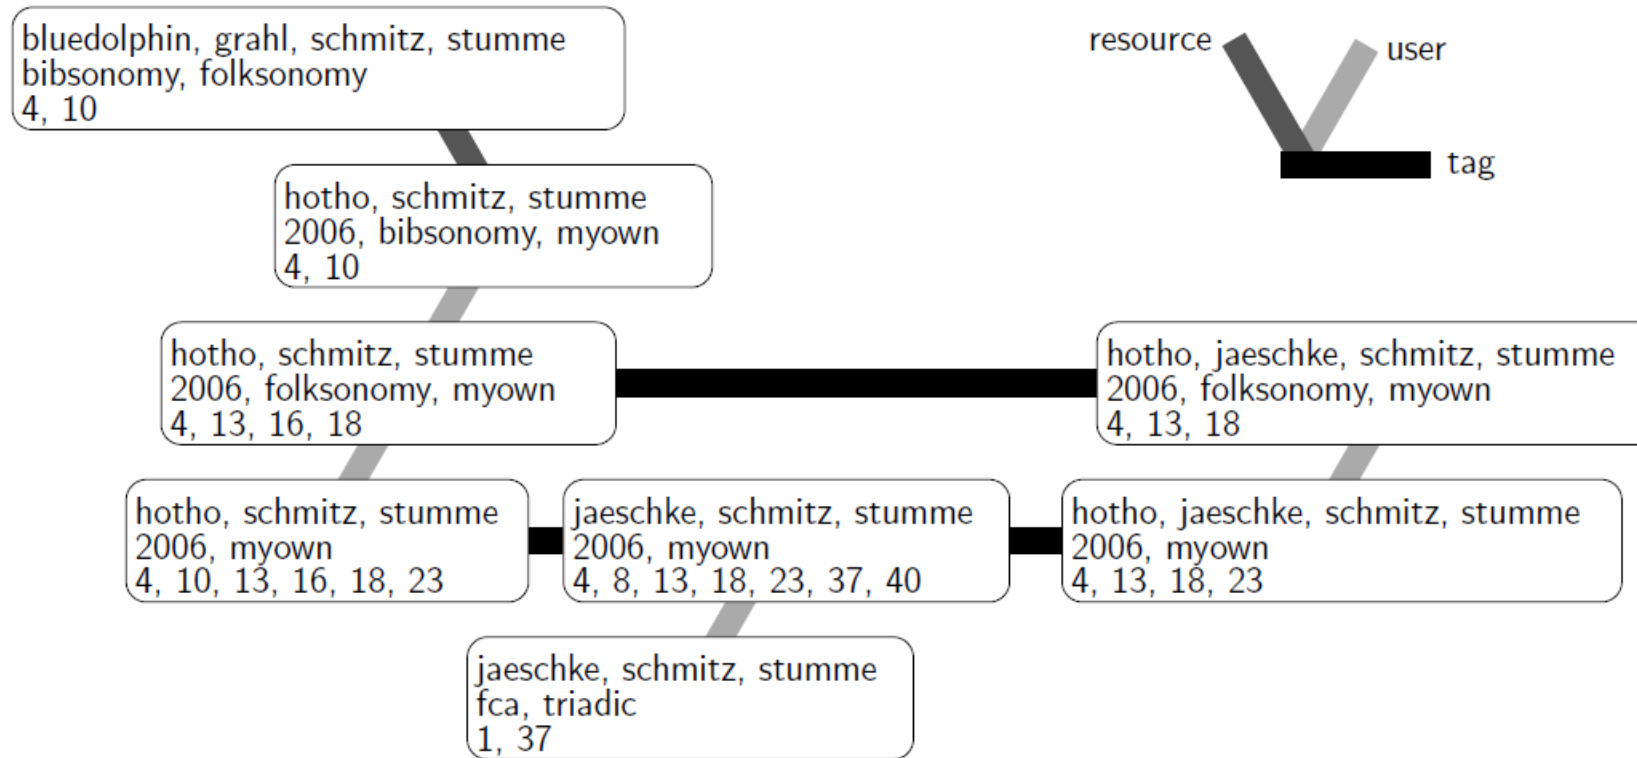 bluedolphin, grahl, schmitz, stumme
bibsonomy, folksonomy
4, 10
resource
user
tag
hotho, schmitz, stumme
2006, bibsonomy, myown
4, 10
hotho, schmitz, stumme
2006, folksonomy, myown
4, 13, 16, 18
hotho, jaeschke, schmitz, stumme
2006, folksonomy, myown
4, 13, 18
hotho, schmitz, stumme
2006, myown
4, 10, 13, 16, 18, 23
jaeschke, schmitz, stumme
2006, myown
4, 8, 13, 18, 23, 37, 40
hotho, jaeschke, schmitz, stumme
2006, myown
4, 13, 18, 23
jaeschke, schmitz, stumme
fca, triadic
1, 37